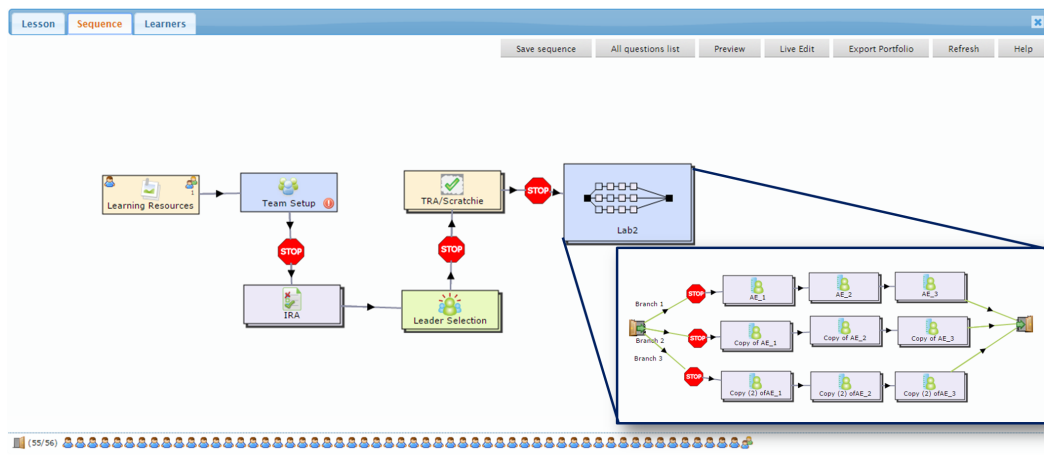 Lesson
Sequence
Learners
Save sequence
All questions list
Preview
Live Edit
Export Portfolio
Refresh
Help
Learning Resources
1
Team Setup
STOP
IRA
Leader Selection
STOP
TRA/Scratchie
STOP
Lab2
Branch 1
STOP
AE_1
AE_2
AE_3
Branch 2
STOP
Copy of AE_1
Copy of AE_2
Copy of AE_3
Branch 3
STOP
Copy (2) ofAE_1
Copy (2) ofAE_2
Copy (2) ofAE_3
(55/56)